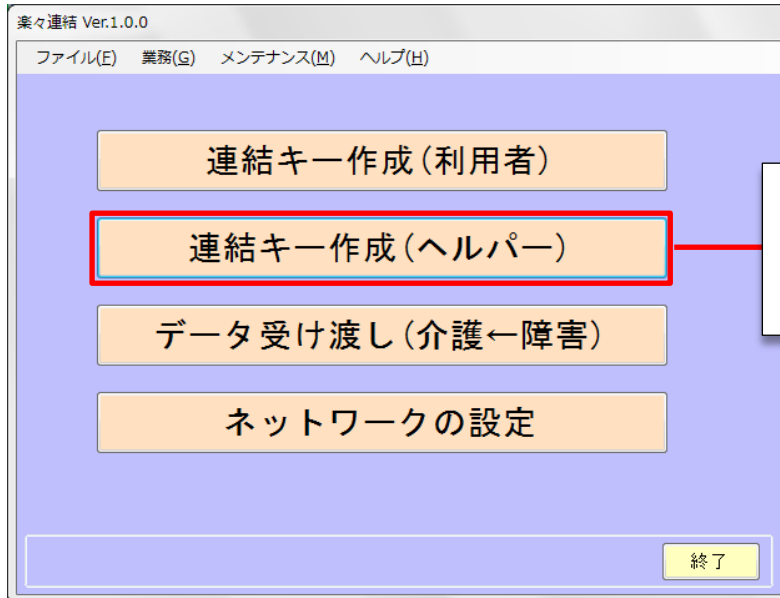 楽々連結 Ver.1.0.0
ファイル(F) 業務(G) メンテナンス(M) ヘルプ(H)
連結キー作成(利用者)
連結キー作成(ヘルパー)
データ受け渡し(介護←障害)
ネットワークの設定
終了